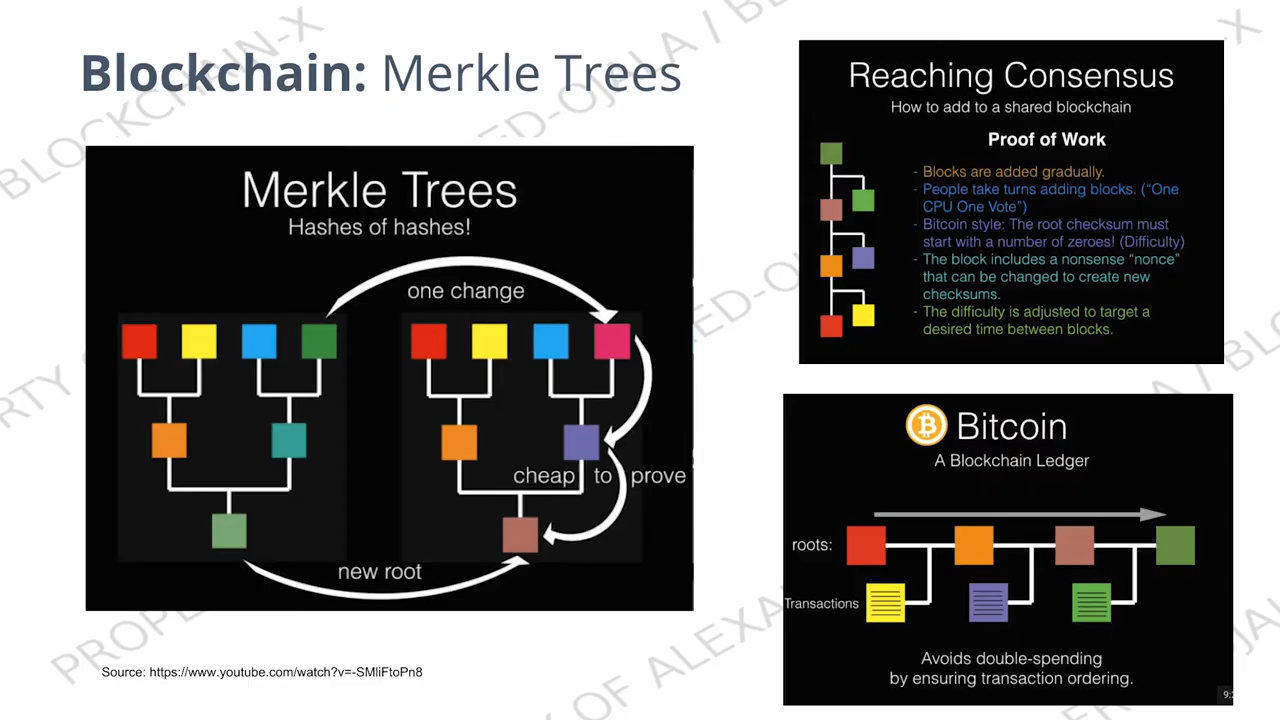 Blockchain: Merkle Trees
Merkle Trees
Hashes of hashes!
one change
cheap to prove
new root
Source: https://www.youtube.com/watch?v=-SMliFtoPn8
Reaching Consensus
How to add to a shared blockchain
Proof of Work
- Blocks are added gradually.
- People take turns adding blocks. (“One
CPU One Vote”)
- Bitcoin style: The root checksum must
start with a number of zeroes! (Difficulty)
- The block includes a nonsense “nonce”
that can be changed to create new
checksums.
- The difficulty is adjusted to target a
desired time between blocks.
Bitcoin
A Blockchain Ledger
roots:
Transactions
Avoids double-spending
by ensuring transaction ordering.